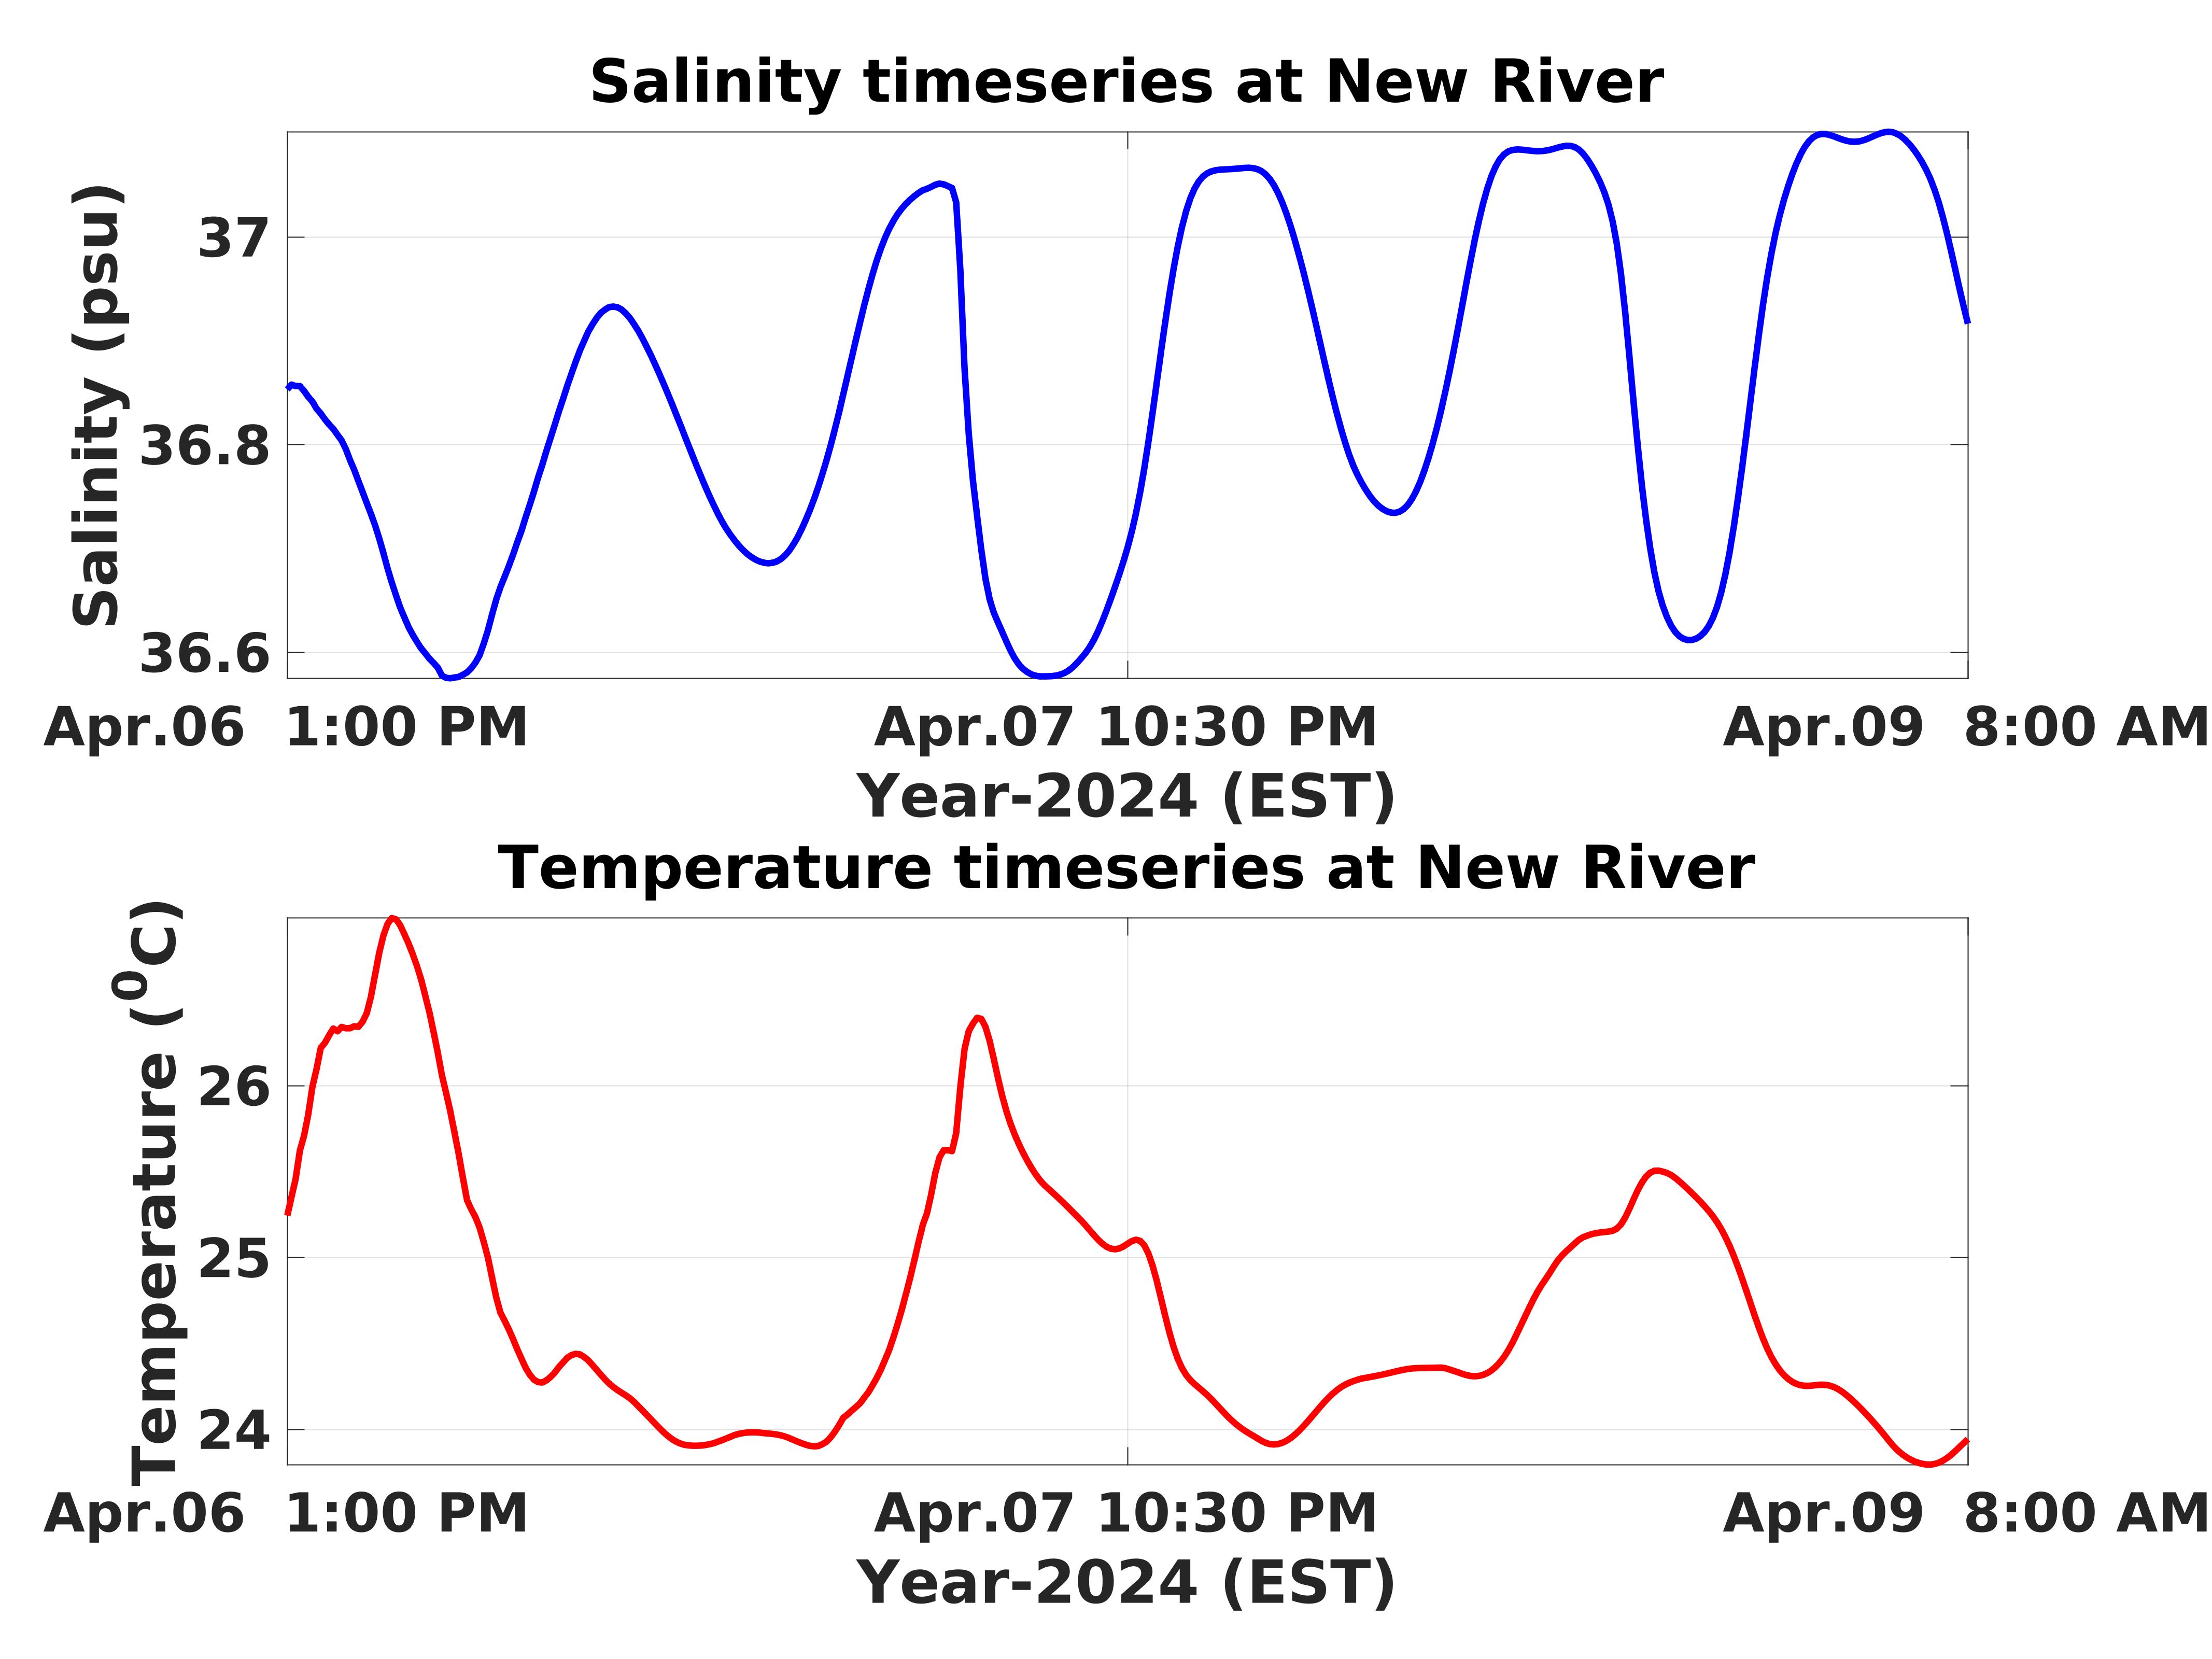 Salinity timeseries at New River
Salinity (psu)
37
36.8
36.6
Apr.06  1:00 PM
Apr.07 10:30 PM
Apr.09  8:00 AM
Year-2024 (EST)
Temperature timeseries at New River
Temperature (⁰C)
26
25
24
Apr.06  1:00 PM
Apr.07 10:30 PM
Apr.09  8:00 AM
Year-2024 (EST)